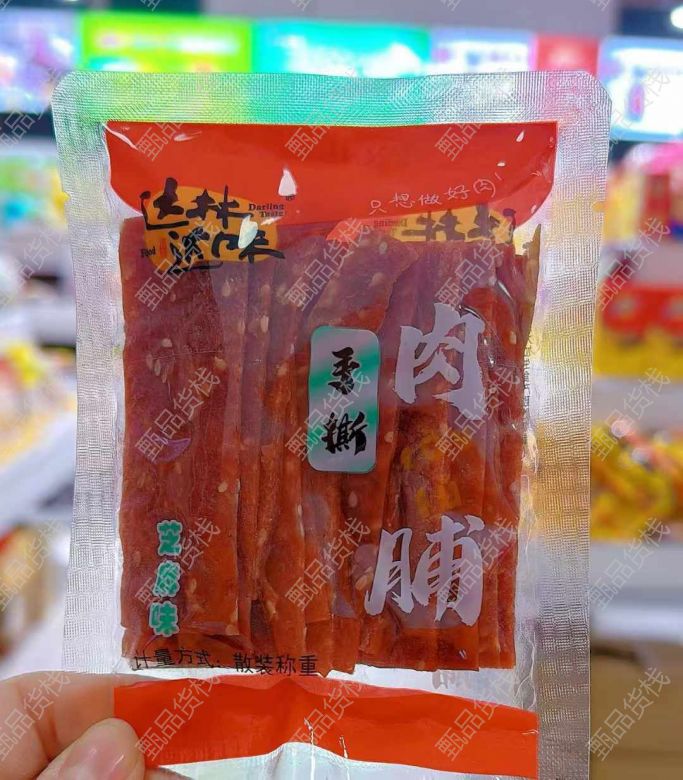 达林
Darling
Taste
®
Food
滋味
只想做好肉!
手撕
肉脯
芝麻味
计量方式:散装称重
甄品货栈